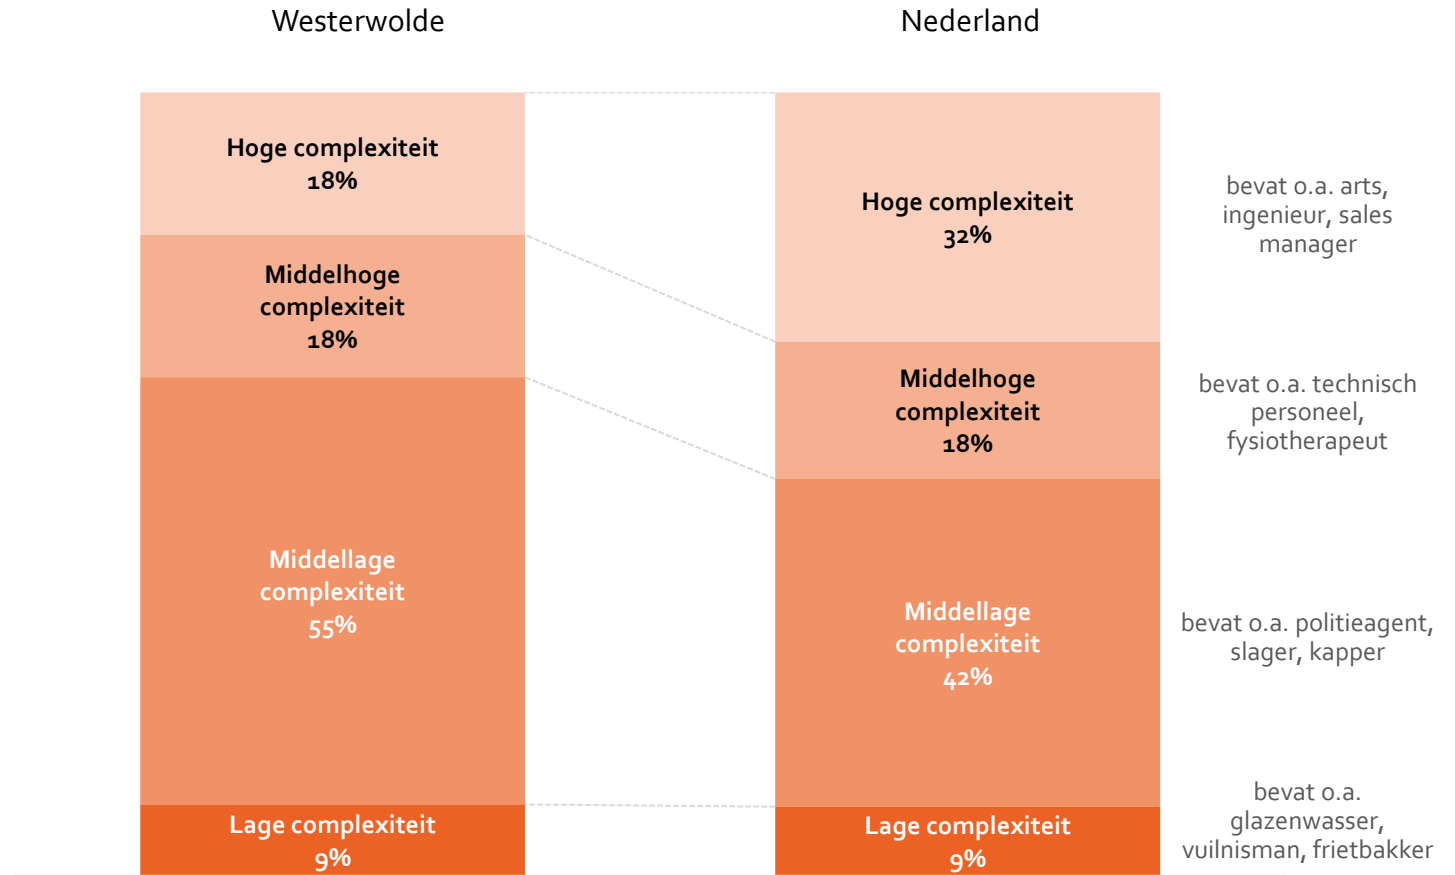 Westerwolde
Nederland
Hoge complexiteit
18%
Middelhoge
complexiteit
18%
Middellage
complexiteit
55%
Lage complexiteit
9%
Hoge complexiteit
32%
Middelhoge
complexiteit
18%
Middellage
complexiteit
42%
Lage complexiteit
9%
bevat o.a. arts,
ingenieur, sales
manager
bevat o.a. technisch
personeel,
fysiotherapeut
bevat o.a. politieagent,
slager, kapper
bevat o.a.
glazenwasser,
vuilnisman, frietbakker